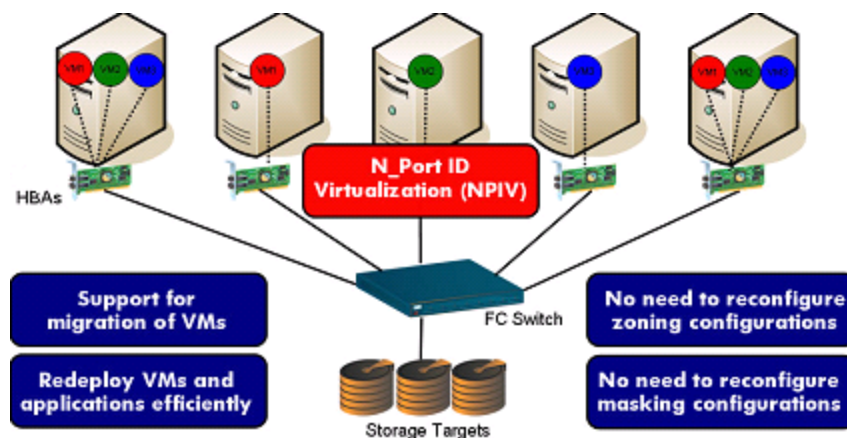 VM1 VM2 VM3 VM1 VM2 VM3 VM1 VM2 VM3
HBAs
N_Port ID
Virtualization (NPIV)
FC Switch
Support for
migration of VMs
No need to reconfigure
zoning configurations
Redeploy VMs and
applications efficiently
No need to reconfigure
masking configurations
Storage Targets